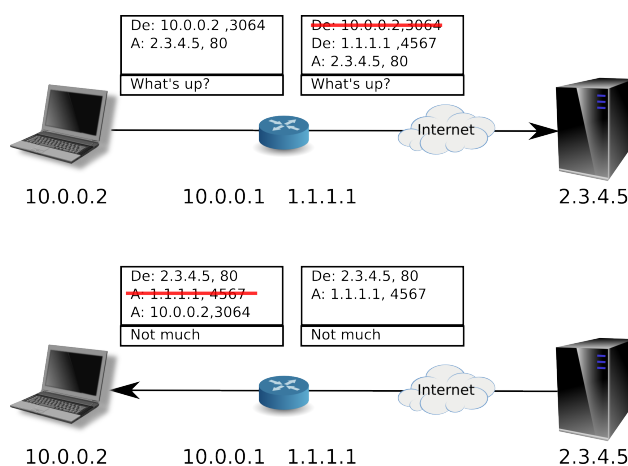 De: 10.0.0.2 ,3064
A: 2.3.4.5, 80
What's up?
De: 10.0.0.2,3064
De: 1.1.1.1 ,4567
A: 2.3.4.5, 80
What's up?
Internet
10.0.0.2
10.0.0.1
1.1.1.1
2.3.4.5
De: 2.3.4.5, 80
A: 1.1.1.1, 4567
A: 10.0.0.2,3064
Not much
De: 2.3.4.5, 80
A: 1.1.1.1, 4567
Not much
Internet
10.0.0.2
10.0.0.1
1.1.1.1
2.3.4.5